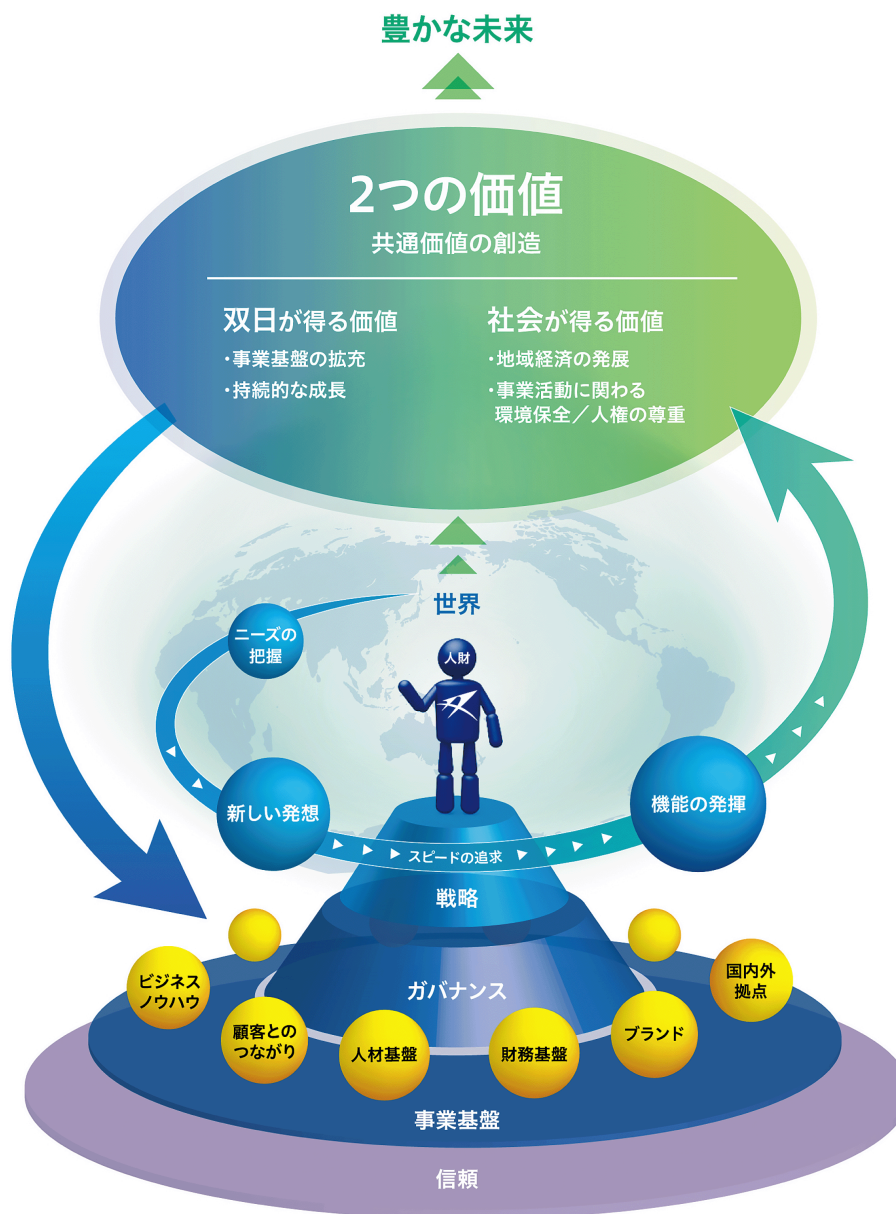 豊かな未来
2つの価値
共通価値の創造
双日が得る価値
・事業基盤の拡充
・持続的な成長
社会が得る価値
・地域経済の発展
・事業活動に関わる
環境保全／人権の尊重
世界
ニーズの
把握
人財
新しい発想
機能の発揮
スピードの追求
戦略
ガバナンス
ビジネス
ノウハウ
顧客との
つながり
人材基盤
財務基盤
ブランド
国内外
拠点
事業基盤
信頼